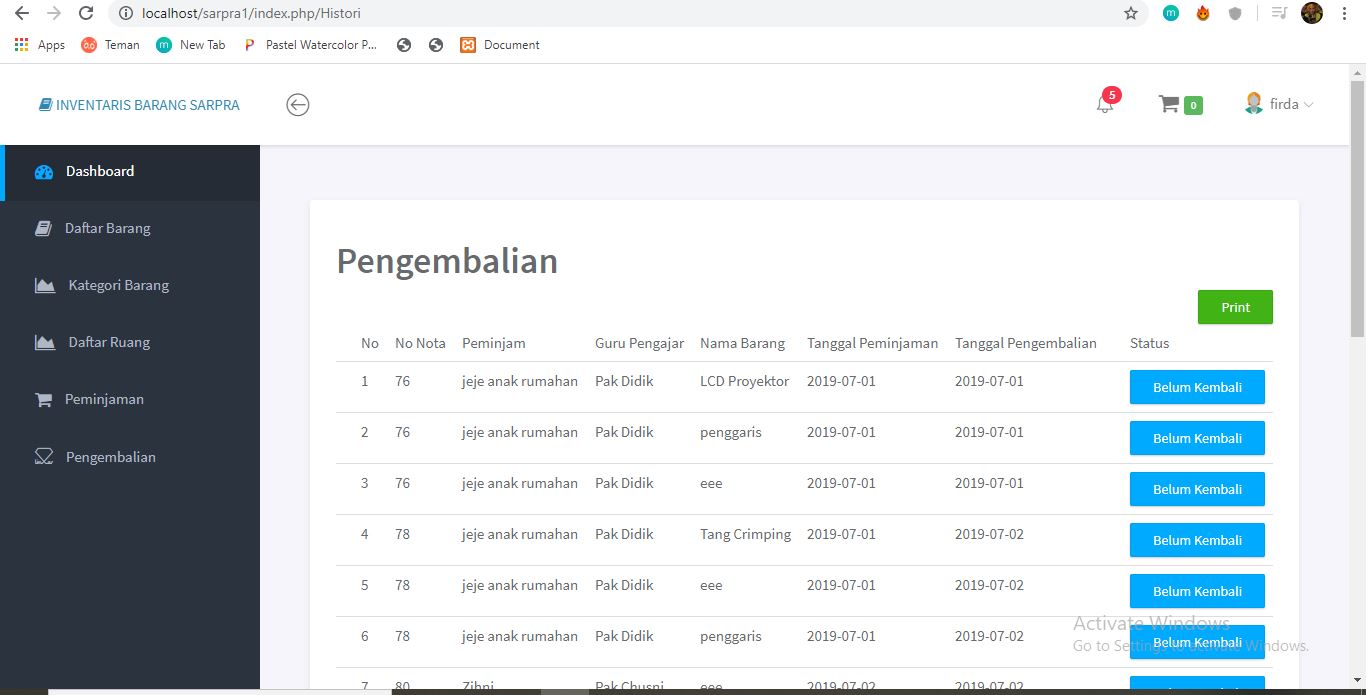 localhost/sarpra1/index.php/Histori
m
Apps Teman m New Tab P Pastel Watercolor P... Document
INVENTARIS BARANG SARPRA 5 0 firda
Dashboard
Daftar Barang
Kategori Barang
Daftar Ruang
Peminjaman
Pengembalian
Pengembalian
Print
No No Nota Peminjam Guru Pengajar Nama Barang Tanggal Peminjaman Tanggal Pengembalian Status
1 76 jeje anak rumahan Pak Didik LCD Proyektor 2019-07-01 2019-07-01 Belum Kembali
2 76 jeje anak rumahan Pak Didik penggaris 2019-07-01 2019-07-01 Belum Kembali
3 76 jeje anak rumahan Pak Didik eee 2019-07-01 2019-07-01 Belum Kembali
4 78 jeje anak rumahan Pak Didik Tang Crimping 2019-07-01 2019-07-02 Belum Kembali
5 78 jeje anak rumahan Pak Didik eee 2019-07-01 2019-07-02 Belum Kembali
6 78 jeje anak rumahan Pak Didik penggaris 2019-07-01 2019-07-02 Belum Kembali
7 80 Zihni Pak Chusni eee 2019-07-02 2019-07-02
Activate Windows
Go to Settings to activate Windows.